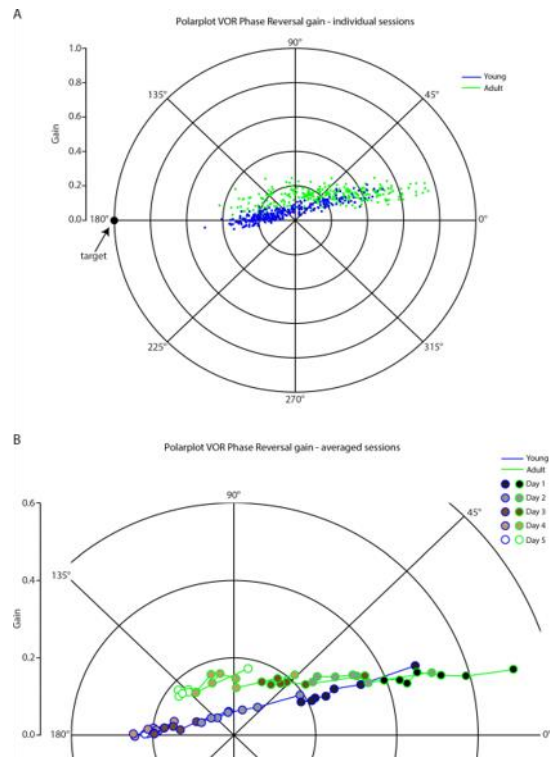 A
Polarplot VOR Phase Reversal gain - individual sessions
1.0
0.8
0.6
0.4
0.2
0.0
Gain
90°
135°
45°
180°
0°
225°
315°
270°
target
Young
Adult
B
Polarplot VOR Phase Reversal gain - averaged sessions
Young
Adult
Day 1
Day 2
Day 3
Day 4
Day 5
0.6
0.4
0.2
0.0
Gain
90°
135°
45°
180°
0°